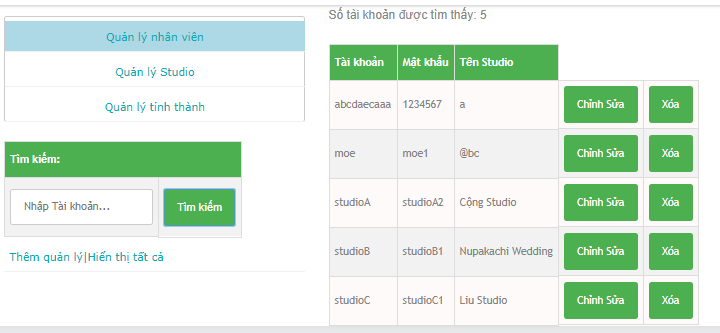 Quản lý nhân viên
Quản lý Studio
Quản lý tỉnh thành
Tìm kiếm:
Nhập Tài khoản...
Tìm kiếm
Thêm quản lý|Hiển thị tất cả
Số tài khoản được tìm thấy: 5
Tài khoản Mật khẩu Tên Studio
abcdaecaaa 1234567 a Chỉnh Sửa Xóa
moe moe1 @bc Chỉnh Sửa Xóa
studioA studioA2 Cộng Studio Chỉnh Sửa Xóa
studioB studioB1 Nupakachi Wedding Chỉnh Sửa Xóa
studioC studioC1 Liu Studio Chỉnh Sửa Xóa